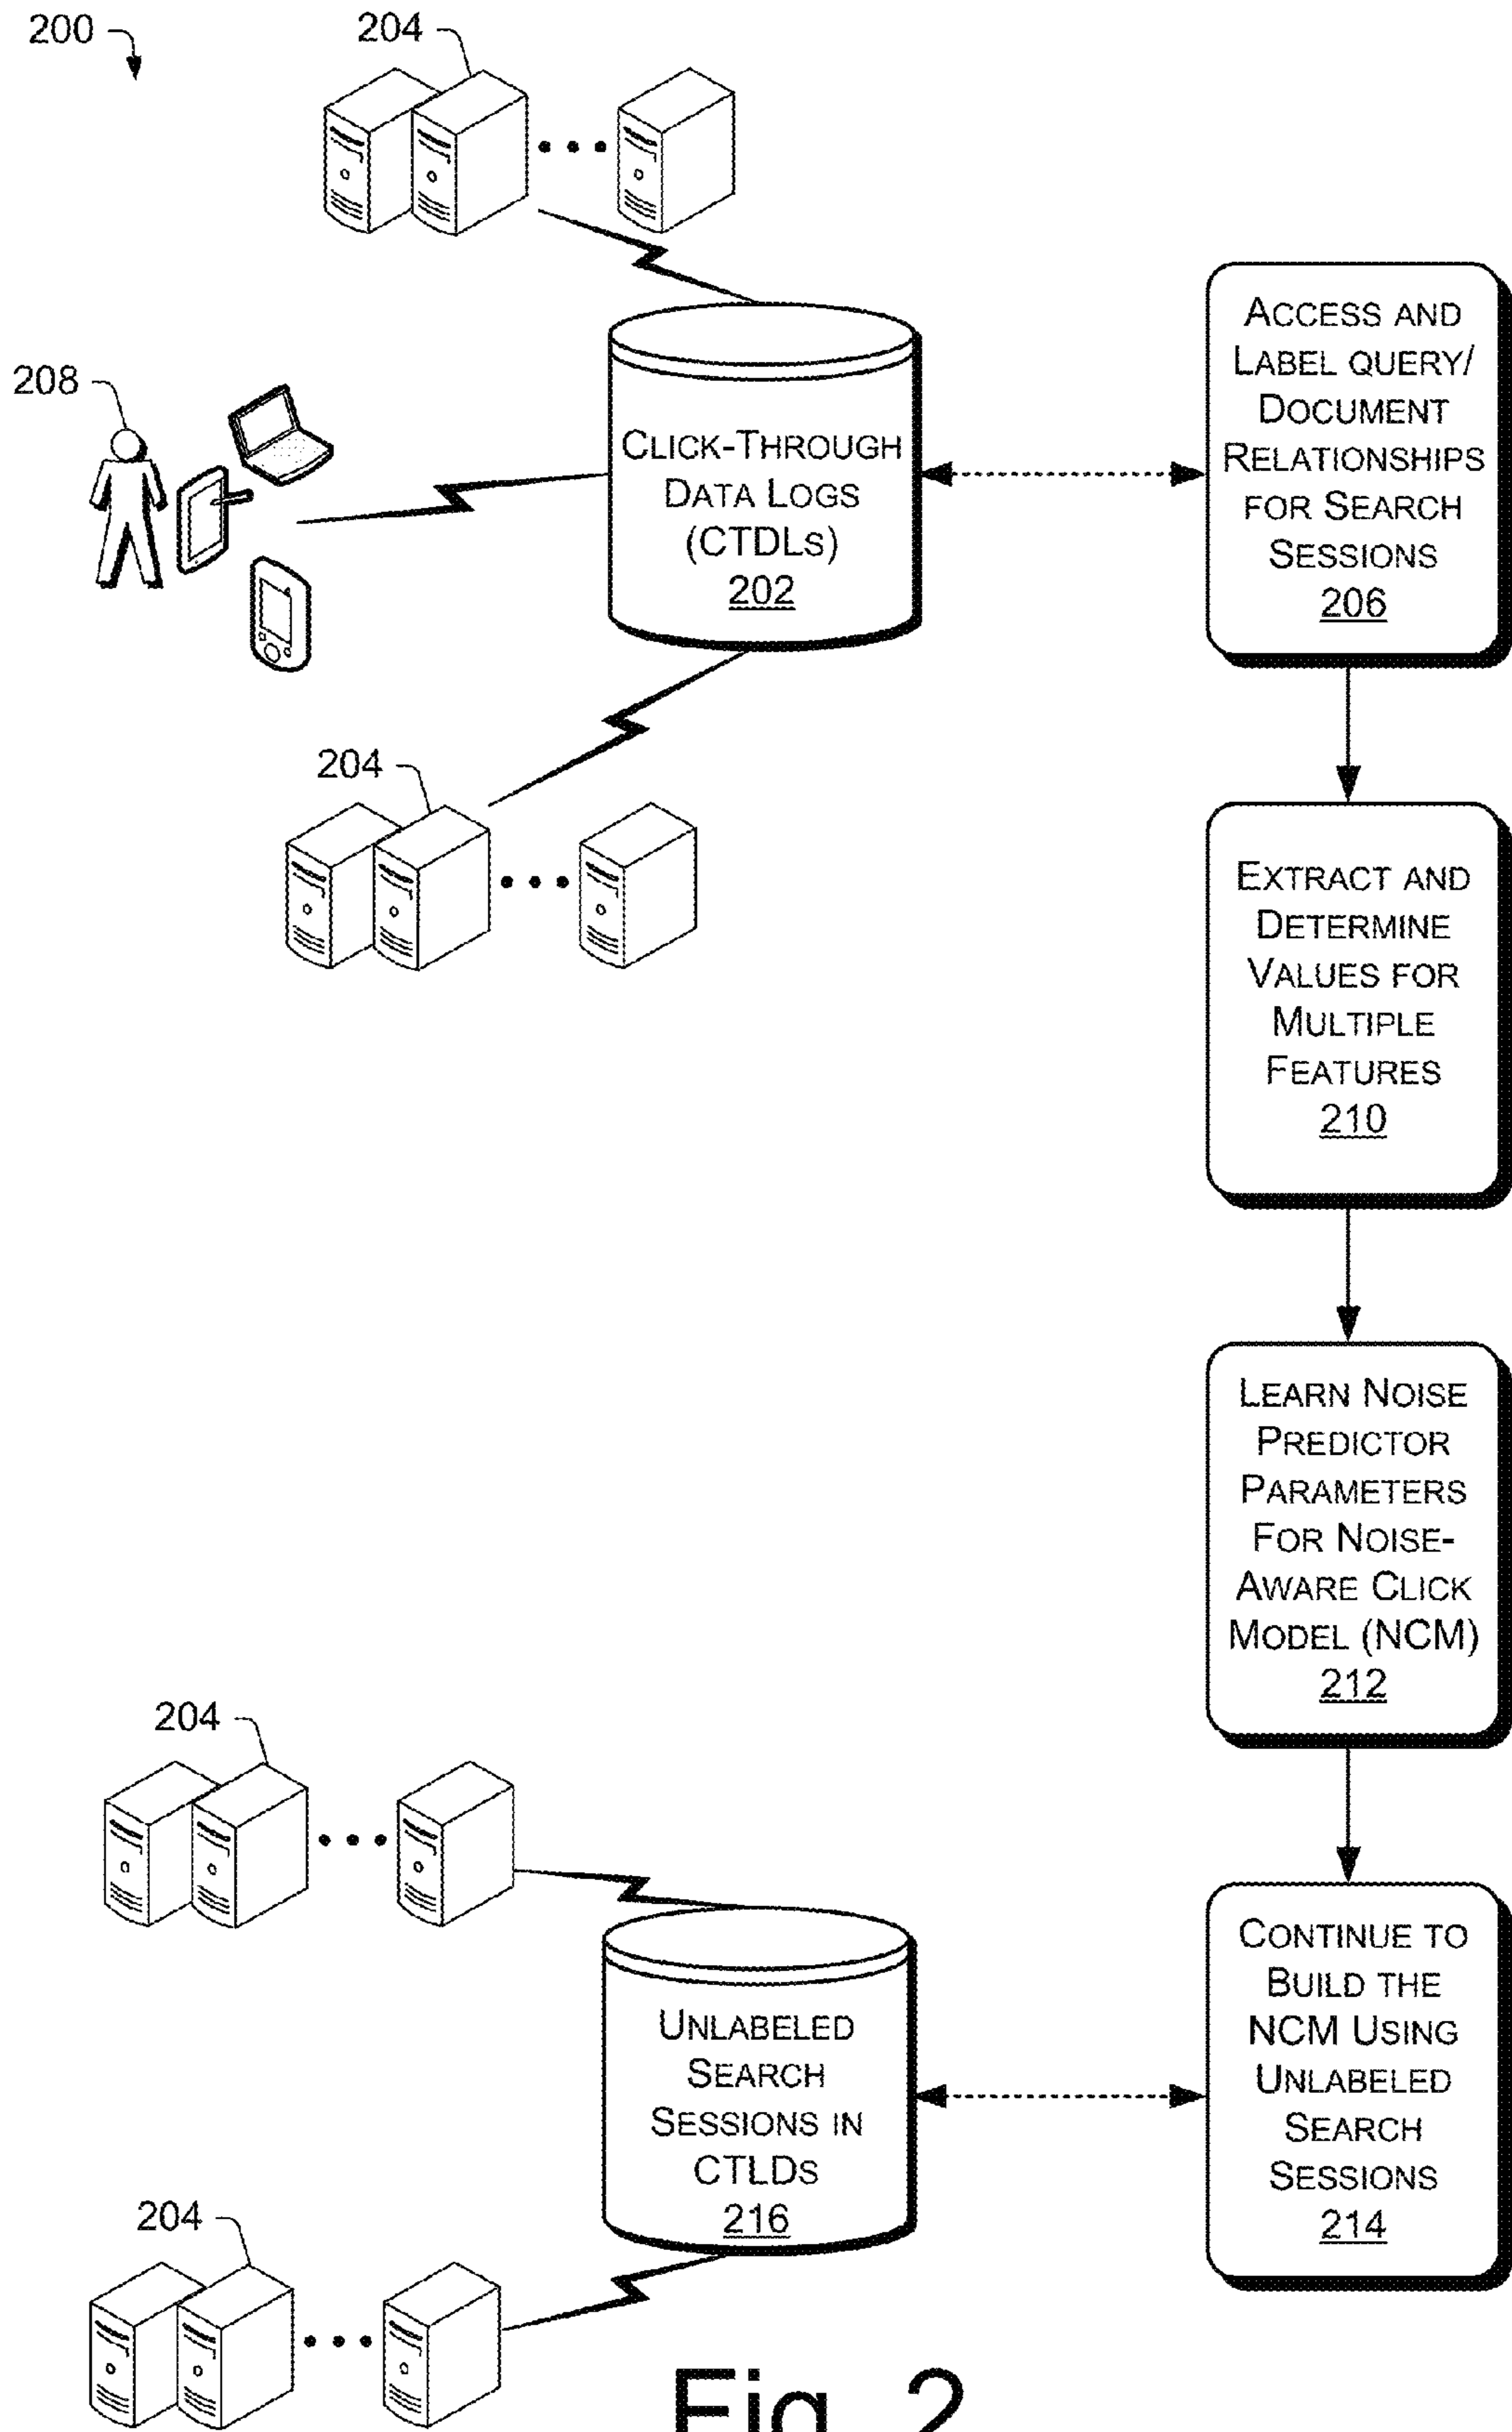 200
204
208
CLICK-THROUGH
DATA LOGS
(CTDLS)
202
ACCESS AND
LABEL QUERY/
DOCUMENT
RELATIONSHIPS
FOR SEARCH
SESSIONS
206
204
EXTRACT AND
DETERMINE
VALUES FOR
MULTIPLE
FEATURES
210
LEARN NOISE
PREDICTOR
PARAMETERS
FOR NOISE-
AWARE CLICK
MODEL (NCM)
212
204
UNLABELED
SEARCH
SESSIONS IN
CTLDS
216
CONTINUE TO
BUILD THE
NCM USING
UNLABELED
SEARCH
SESSIONS
214
204
Fig. 2